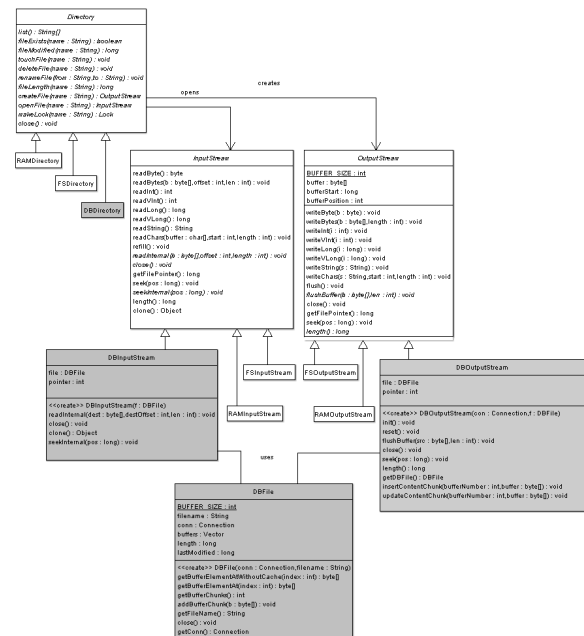 Directory
list() : String[]
fileExists(name : String) : boolean
fileModified(name : String) : long
touchFile(name : String) : void
deleteFile(name : String) : void
renameFile(from : String,to : String) : void
fileLength(name : String) : long
createFile(name : String) : OutputStream
openFile(name : String) : InputStream
makeLock(name : String) : Lock
close() : void
creates
opens
RAMDirectory
FSDirectory
DBDirectory
InputStream
readByte() : byte
readBytes(b : byte[],offset : int,len : int) : void
readInt() : int
readVInt() : int
readLong() : long
readVLong() : long
readString() : String
readChars(buffer : char[],start : int,length : int) : void
refill() : void
readInternal(b : byte[],offset : int,length : int) : void
close() : void
getFilePointer() : long
seek(pos : long) : void
seekInternal(pos : long) : void
length() : long
clone() : Object
OutputStream
BUFFER_SIZE : int
buffer : byte[]
bufferStart : long
bufferPosition : int
writeByte(b : byte) : void
writeBytes(b : byte[],length : int) : void
writeInt(i : int) : void
writeVInt(i : int) : void
writeLong(i : long) : void
writeVLong(i : long) : void
writeString(s : String) : void
writeChars(s : String,start : int,length : int) : void
flush() : void
flushBuffer(b : byte[],len : int) : void
close() : void
getFilePointer() : long
seek(pos : long) : void
length() : long
DBInputStream
file : DBFile
pointer : int
<<create>> DBInputStream(f : DBFile)
readInternal(dest : byte[],destOffset : int,len : int) : void
close() : void
clone() : Object
seekInternal(pos : long) : void
FSInputStream
RAMInputStream
FSOutputStream
RAMOutputStream
DBOutputStream
file : DBFile
pointer : int
<<create>> DBOutputStream(con : Connection,f : DBFile)
init() : void
reset() : void
flushBuffer(src : byte[],len : int) : void
close() : void
seek(pos : long) : void
length() : long
getDBFile() : DBFile
insertContentChunk(bufferNumber : int,buffer : byte[]) : void
updateContentChunk(bufferNumber : int,buffer : byte[]) : void
uses
DBFile
BUFFER_SIZE : int
filename : String
conn : Connection
buffers : Vector
length : long
lastModified : long
<<create>> DBFile(conn : Connection,filename : String)
getBufferElementAtWithoutCache(index : int) : byte[]
getBufferElementAt(index : int) : byte[]
getBufferChunks() : int
addBufferChunk(b : byte[]) : void
getFileName() : String
close() : void
getConn() : Connection